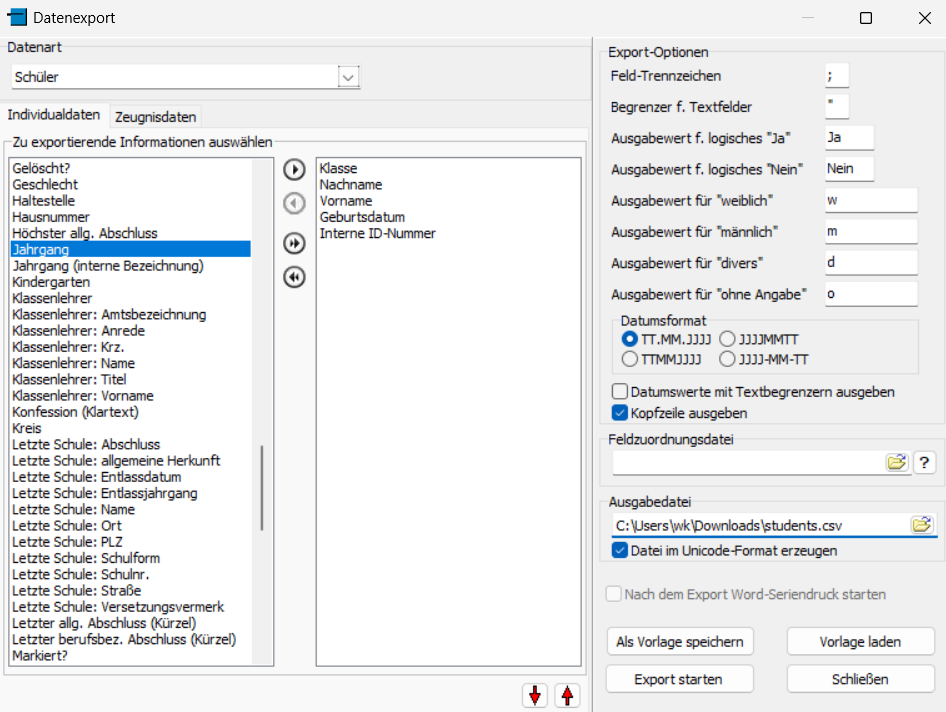 Datenexport
Datenart
Schüler
Individualdaten
Zeugnisdaten
Zu exportierende Informationen auswählen
Gelöscht?
Geschlecht
Haltestelle
Hausnummer
Höchster allg. Abschluss
Jahrgang
Jahrgang (interne Bezeichnung)
Kindergarten
Klassenlehrer
Klassenlehrer: Amtsbezeichnung
Klassenlehrer: Anrede
Klassenlehrer: Krz.
Klassenlehrer: Name
Klassenlehrer: Titel
Klassenlehrer: Vorname
Konfession (Klartext)
Kreis
Letzte Schule: Abschluss
Letzte Schule: allgemeine Herkunft
Letzte Schule: Entlassdatum
Letzte Schule: Entlassjahrgang
Letzte Schule: Name
Letzte Schule: Ort
Letzte Schule: PLZ
Letzte Schule: Schulform
Letzte Schule: Schulnr.
Letzte Schule: Straße
Letzte Schule: Versetzungsvermerk
Letzter allg. Abschluss (Kürzel)
Letzter berufsbez. Abschluss (Kürzel)
Markiert?
Klasse
Nachname
Vorname
Geburtsdatum
Interne ID-Nummer
Export-Optionen
Feld-Trennzeichen ;
Begrenzer f. Textfelder "
Ausgabewert f. logisches "Ja" Ja
Ausgabewert f. logisches "Nein" Nein
Ausgabewert für "weiblich" w
Ausgabewert für "männlich" m
Ausgabewert für "divers" d
Ausgabewert für "ohne Angabe" o
Datumsformat
TT.MM.JJJJ JJJJMMTT
TTMMJJJJ JJJJ-MM-TT
Datumswerte mit Textbegrenzern ausgeben
Kopfzeile ausgeben
Feldzuordnungsdatei
?
Ausgabedatei
C:\Users\wk\Downloads\students.csv
Datei im Unicode-Format erzeugen
Nach dem Export Word-Seriendruck starten
Als Vorlage speichern
Vorlage laden
Export starten
Schließen